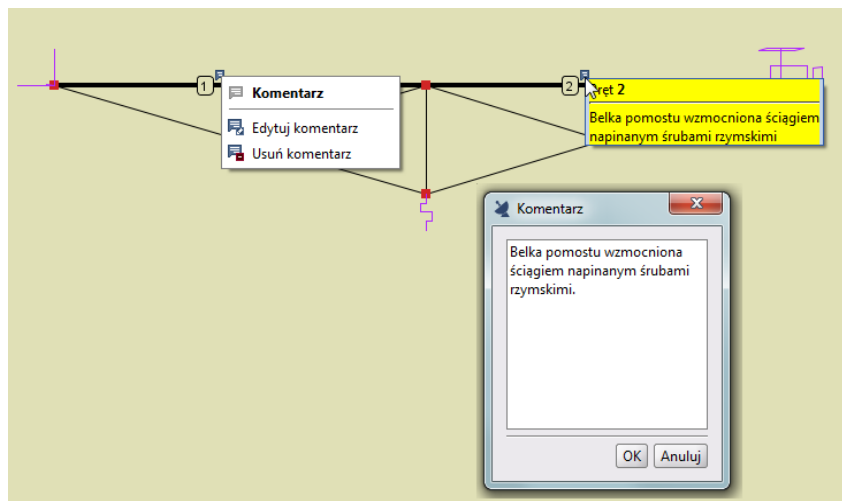 1
Komentarz
Edytuj komentarz
Usuń komentarz
2
ręt 2
Belka pomostu wzmocniona ściągiem
napinanym śrubami rzymskimi
Komentarz
Belka pomostu wzmocniona
ściągiem napinanym śrubami
rzymskimi.
OK Anuluj